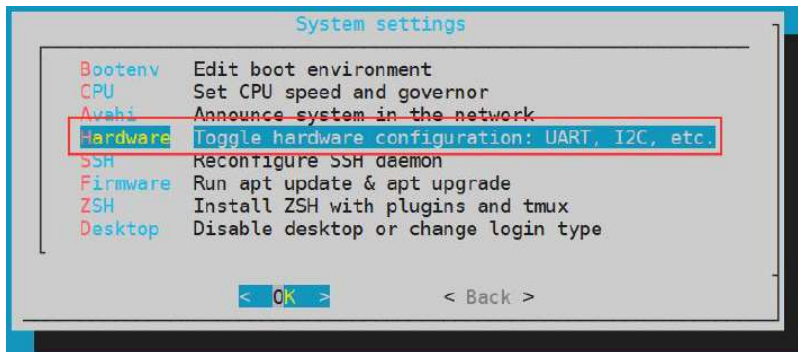 System settings
Bootenv Edit boot environment
CPU Set CPU speed and governor
Avahi Announce system in the network
Hardware Toggle hardware configuration: UART, I2C, etc.
SSH Reconfigure SSH daemon
Firmware Run apt update & apt upgrade
ZSH Install ZSH with plugins and tmux
Desktop Disable desktop or change login type
< OK > < Back >